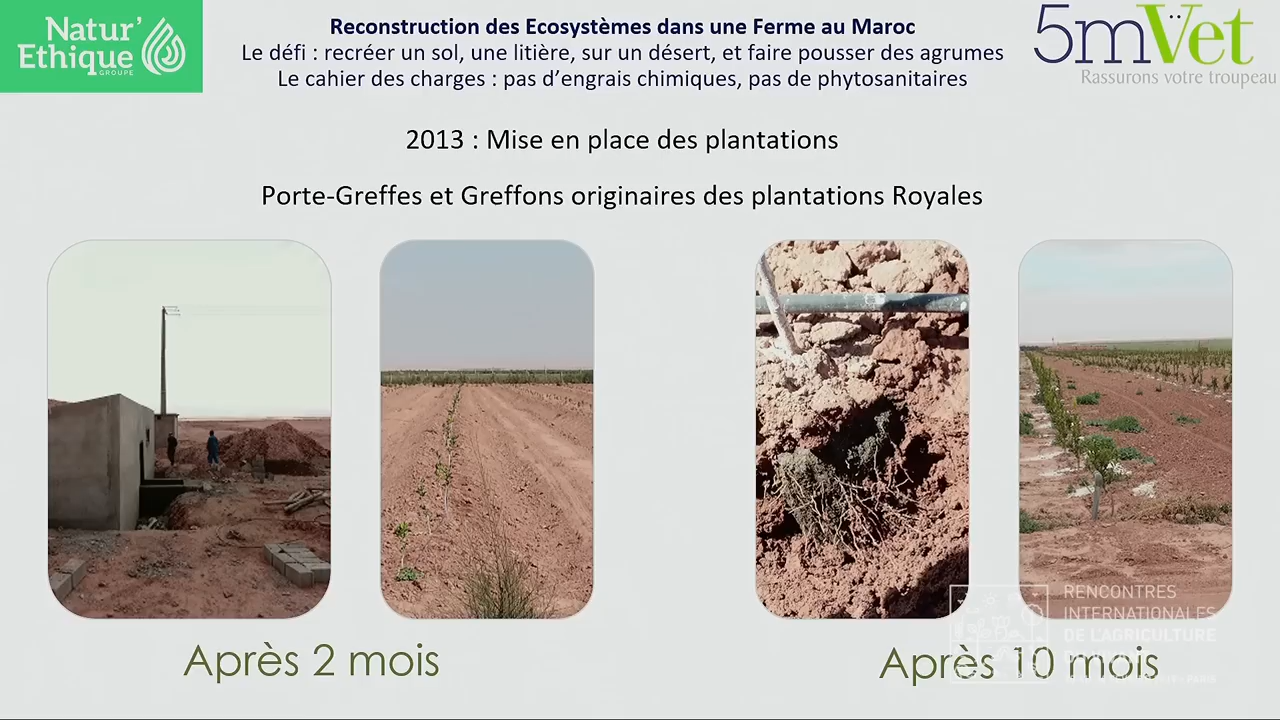 Natur'
Ethique
GROUPE
Reconstruction des Ecosystèmes dans une Ferme au Maroc
Le défi : recréer un sol, une litière, sur un désert, et faire pousser des agrumes
Le cahier des charges : pas d'engrais chimiques, pas de phytosanitaires
5mVët
Rassurons votre troupeau
2013 : Mise en place des plantations
Porte-Greffes et Greffons originaires des plantations Royales
Après 2 mois
Après 10 mois
RENCONTRES
INTERNATIONALES
DE L'AGRICULTURE